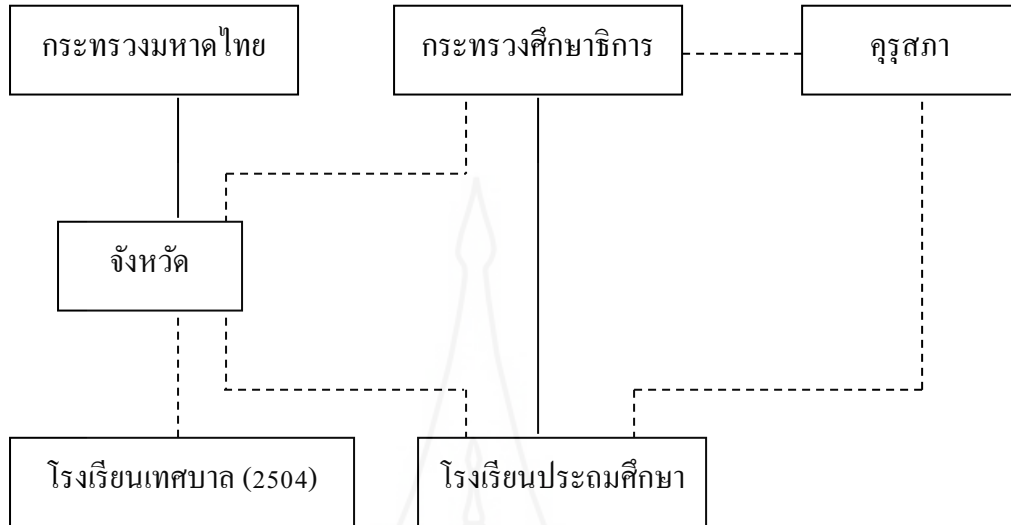 กระทรวงมหาดไทย
กระทรวงศึกษาธิการ
คุรุสภา
จังหวัด
โรงเรียนเทศบาล (2504)
โรงเรียนประถมศึกษา